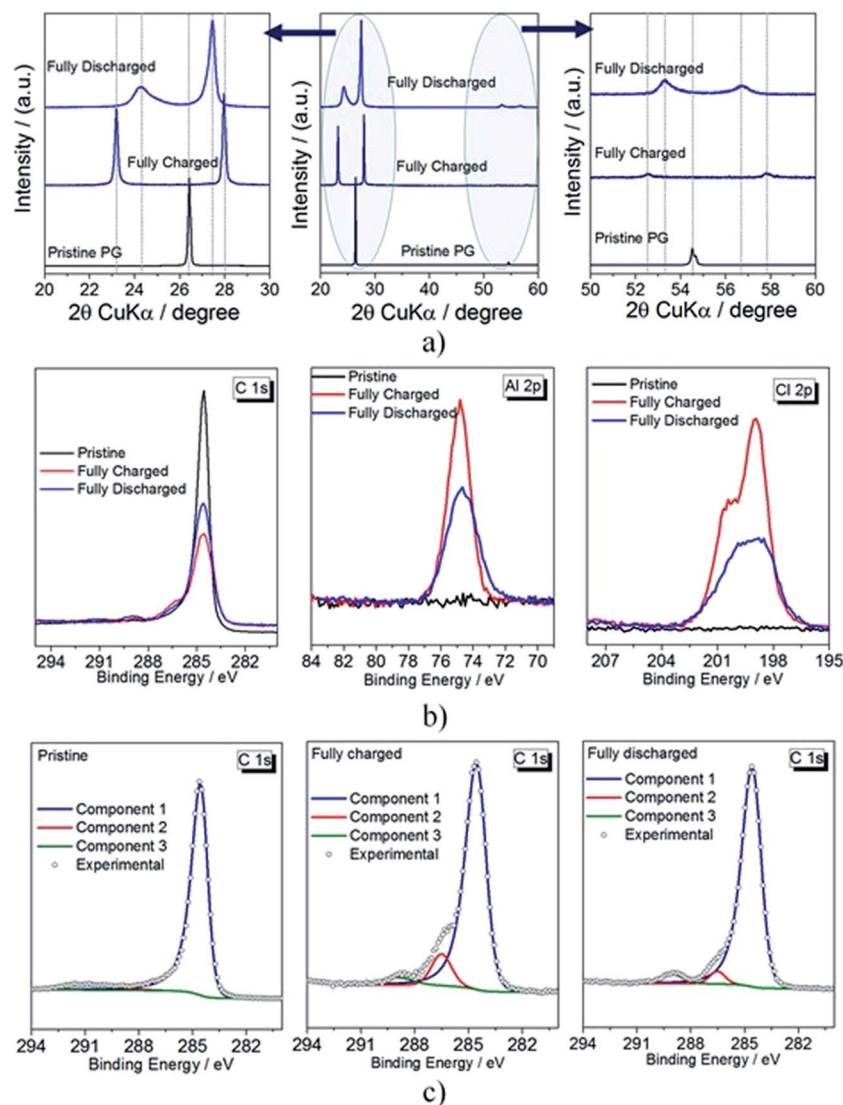 Intensity / (a.u.)
Fully Discharged
Fully Charged
Pristine PG
20 22 24 26 28 30
2θ CuKα / degree
Intensity / (a.u.)
Fully Discharged
Fully Charged
Pristine PG
20 30 40 50 60
2θ CuKα / degree
Intensity / (a.u.)
Fully Discharged
Fully Charged
Pristine PG
50 52 54 56 58 60
2θ CuKα / degree
a)
C 1s
Pristine
Fully Charged
Fully Discharged
294 291 288 285 282
Binding Energy / eV
Al 2p
Pristine
Fully Charged
Fully Discharged
84 80 76 72 69
Binding Energy / eV
Cl 2p
Pristine
Fully Charged
Fully Discharged
207 204 201 198 195
Binding Energy / eV
b)
Pristine
C 1s
Component 1
Component 2
Component 3
Experimental
294 291 288 285 282
Binding Energy / eV
Fully charged
C 1s
Component 1
Component 2
Component 3
Experimental
294 291 288 285 282
Binding Energy / eV
Fully discharged
C 1s
Component 1
Component 2
Component 3
Experimental
294 291 288 285 282
Binding Energy / eV
c)